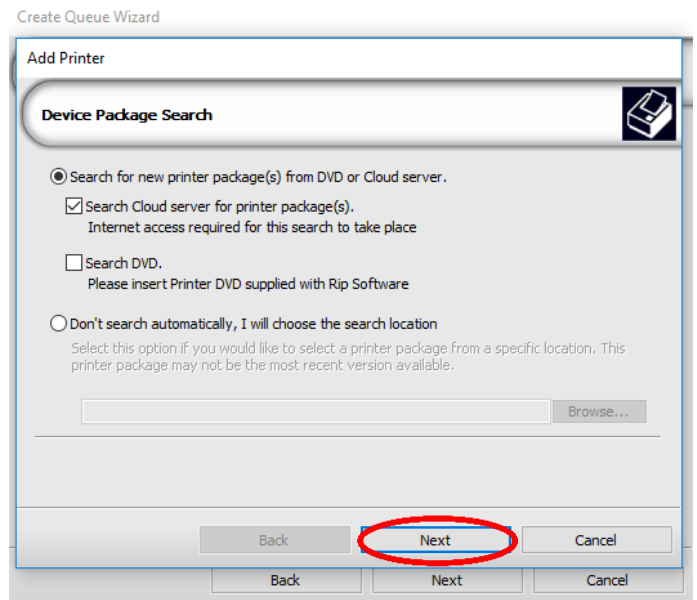 Create Queue Wizard
Add Printer
Device Package Search
Search for new printer package(s) from DVD or Cloud server.
Search Cloud server for printer package(s).
Internet access required for this search to take place
Search DVD.
Please insert Printer DVD supplied with Rip Software
Don't search automatically, I will choose the search location
Select this option if you would like to select a printer package from a specific location. This
printer package may not be the most recent version available.
Browse...
Back Next Cancel
Back Next Cancel